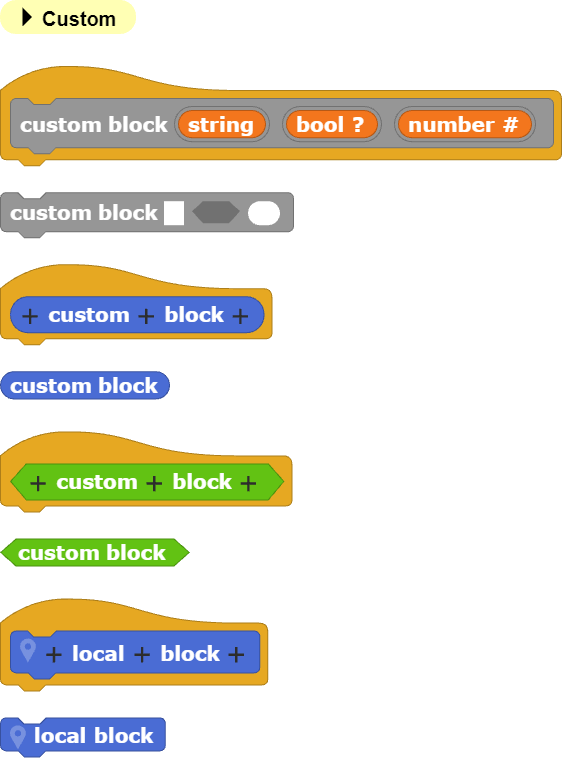 Custom
custom block string bool ? number #
custom block
+ custom + block +
custom block
+ custom + block +
custom block
+ local + block +
local block